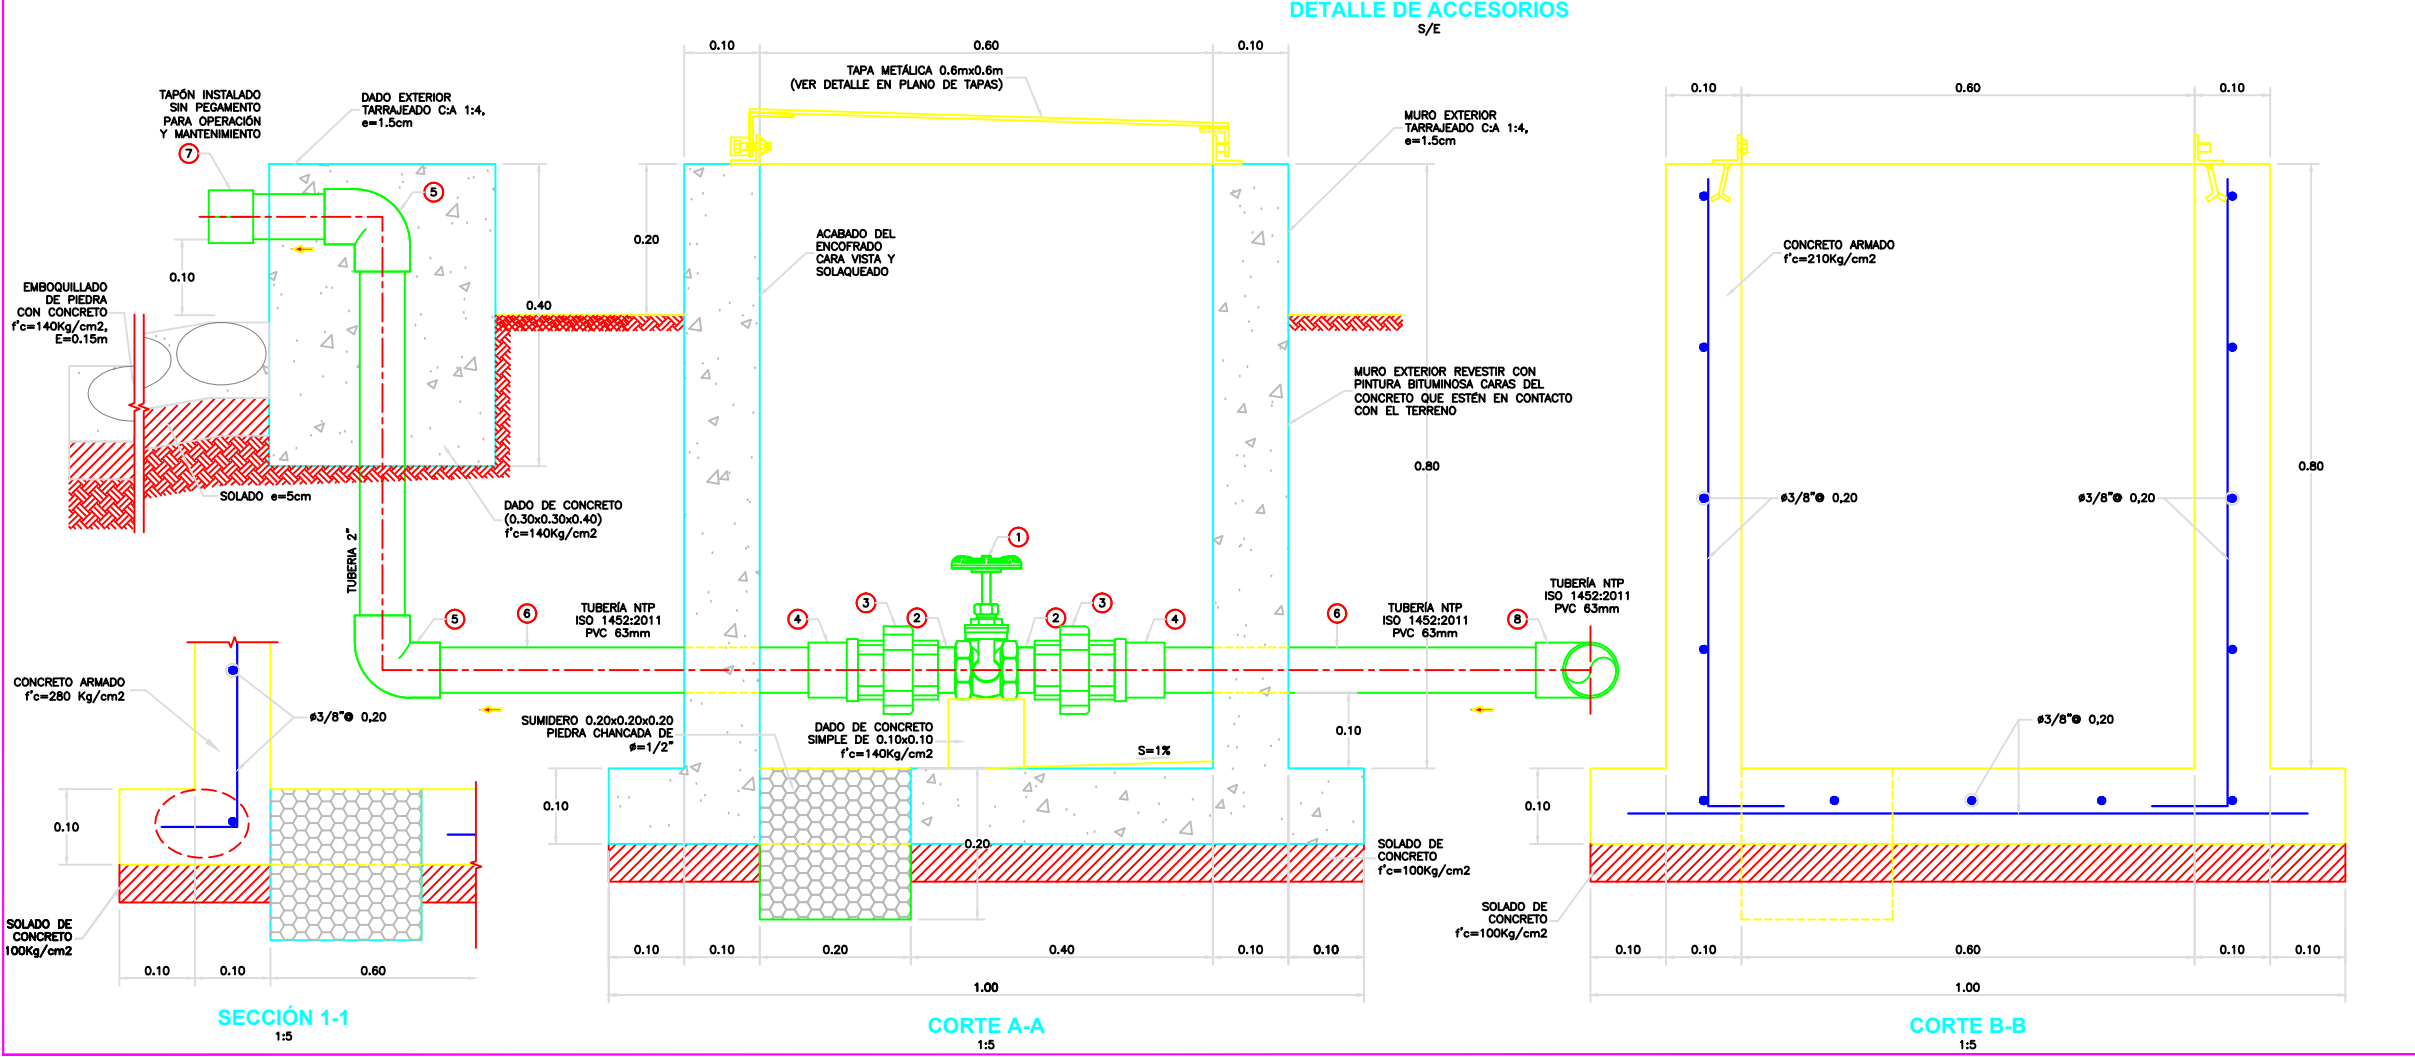 DETALLE DE ACCESORIOS
S/E
TAPÓN INSTALADO
SIN PEGAMENTO
PARA OPERACIÓN
Y MANTENIMIENTO
7
DADO EXTERIOR
TARRAJEADO C:A 1:4,
e=1.5cm
5
0.10
EMBOQUILLADO
DE PIEDRA
CON CONCRETO
f'c=140Kg/cm2,
E=0.15m
0.40
SOLADO e=5cm
DADO DE CONCRETO
(0.30x0.30x0.40)
f'c=140Kg/cm2
TUBERIA 2"
5
6
TUBERÍA NTP
ISO 1452:2011
PVC 63mm
0.10
0.60
0.10
TAPA METÁLICA 0.6mx0.6m
(VER DETALLE EN PLANO DE TAPAS)
MURO EXTERIOR
TARRAJEADO C:A 1:4,
e=1.5cm
0.20
ACABADO DEL
ENCOFRADO
CARA VISTA Y
SOLAQUEADO
MURO EXTERIOR REVESTIR CON
PINTURA BITUMINOSA CARAS DEL
CONCRETO QUE ESTÉN EN CONTACTO
CON EL TERRENO
0.80
1
4
3
2
2
3
4
6
TUBERÍA NTP
ISO 1452:2011
PVC 63mm
8
TUBERÍA NTP
ISO 1452:2011
PVC 63mm
SUMIDERO 0.20x0.20x0.20
PIEDRA CHANCADA DE
ø=1/2"
DADO DE CONCRETO
SIMPLE DE 0.10x0.10
f'c=140Kg/cm2
S=1%
0.10
0.10
0.20
SOLADO DE
CONCRETO
f'c=100Kg/cm2
0.10
0.10
0.20
0.40
0.10
0.10
1.00
CORTE A-A
1:5
CONCRETO ARMADO
f'c=280 Kg/cm2
ø3/8"@ 0,20
0.10
SOLADO DE
CONCRETO
100Kg/cm2
0.10
0.10
0.60
SECCIÓN 1-1
1:5
0.10
0.60
0.10
CONCRETO ARMADO
f'c=210Kg/cm2
0.80
ø3/8"@ 0,20
ø3/8"@ 0,20
ø3/8"@ 0,20
0.10
SOLADO DE
CONCRETO
f'c=100Kg/cm2
0.10
0.10
0.60
0.10
0.10
1.00
CORTE B-B
1:5